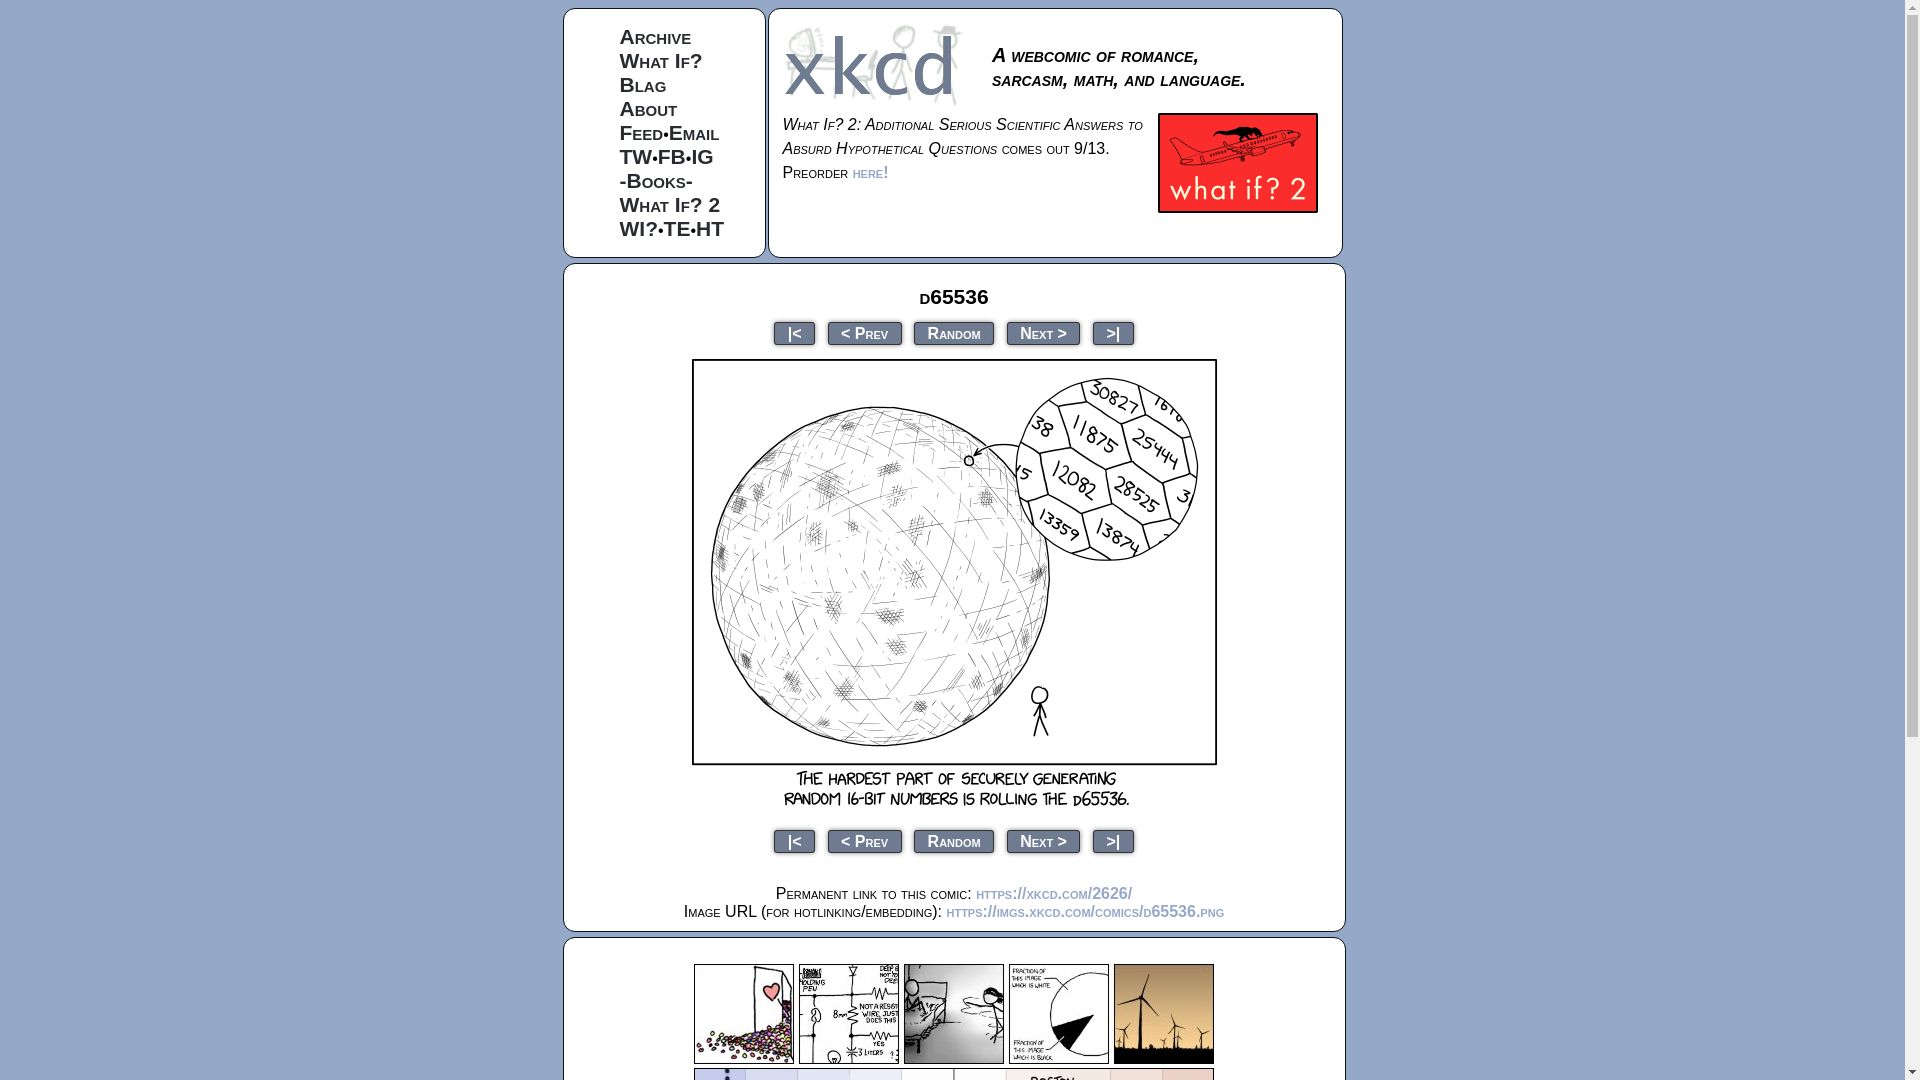 Archive
What If?
Blag
About
Feed•Email
TW•FB•IG
-Books-
What If? 2
WI?•TE•HT
xkcd
A webcomic of romance,
sarcasm, math, and language.
What If? 2: Additional Serious Scientific Answers to
Absurd Hypothetical Questions comes out 9/13.
Preorder here!
what if? 2
d65536
|< < Prev Random Next > >|
30827
38
11875
25444
12082
28525
13359
13874
THE HARDEST PART OF SECURELY GENERATING
RANDOM 16-BIT NUMBERS IS ROLLING THE d65536.
|< < Prev Random Next > >|
Permanent link to this comic: https://xkcd.com/2626/
Image URL (for hotlinking/embedding): https://imgs.xkcd.com/comics/d65536.png
HOLDING
PEN
8mm
NOT A RESISTOR
WIRE JUST
DOES THIS
YES
3 LITERS
FRACTION OF
THIS IMAGE
WHICH IS WHITE
FRACTION OF
THIS IMAGE
WHICH IS BLACK
BOSTON